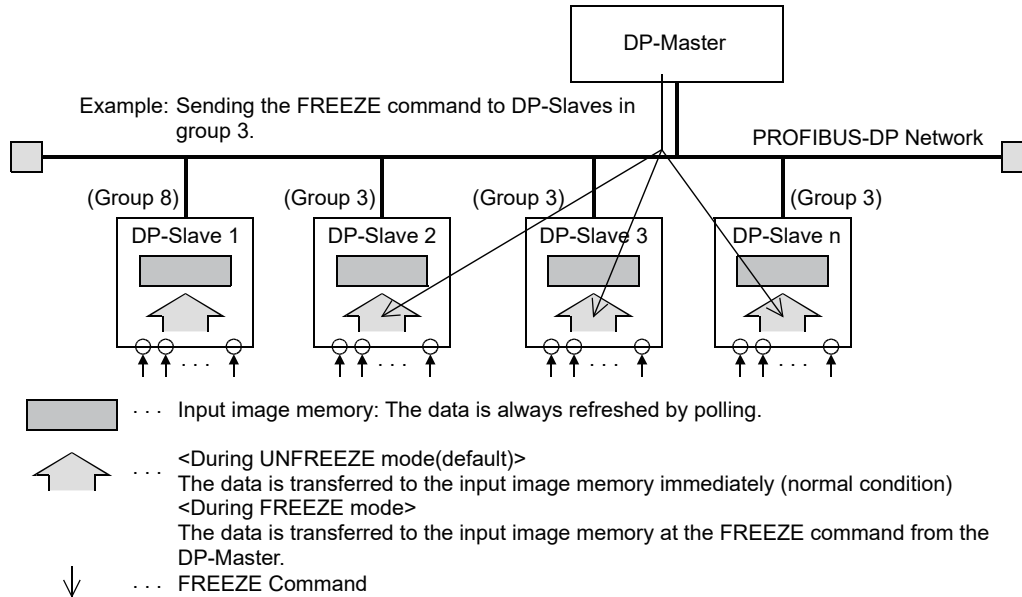 DP-Master
Example: Sending the FREEZE command to DP-Slaves in
group 3.
PROFIBUS-DP Network
(Group 8)
(Group 3)
(Group 3)
(Group 3)
DP-Slave 1
DP-Slave 2
DP-Slave 3
DP-Slave n
. . .
. . .
. . .
. . .
. . . Input image memory: The data is always refreshed by polling.
. . . <During UNFREEZE mode(default)>
The data is transferred to the input image memory immediately (normal condition)
<During FREEZE mode>
The data is transferred to the input image memory at the FREEZE command from the
DP-Master.
. . . FREEZE Command